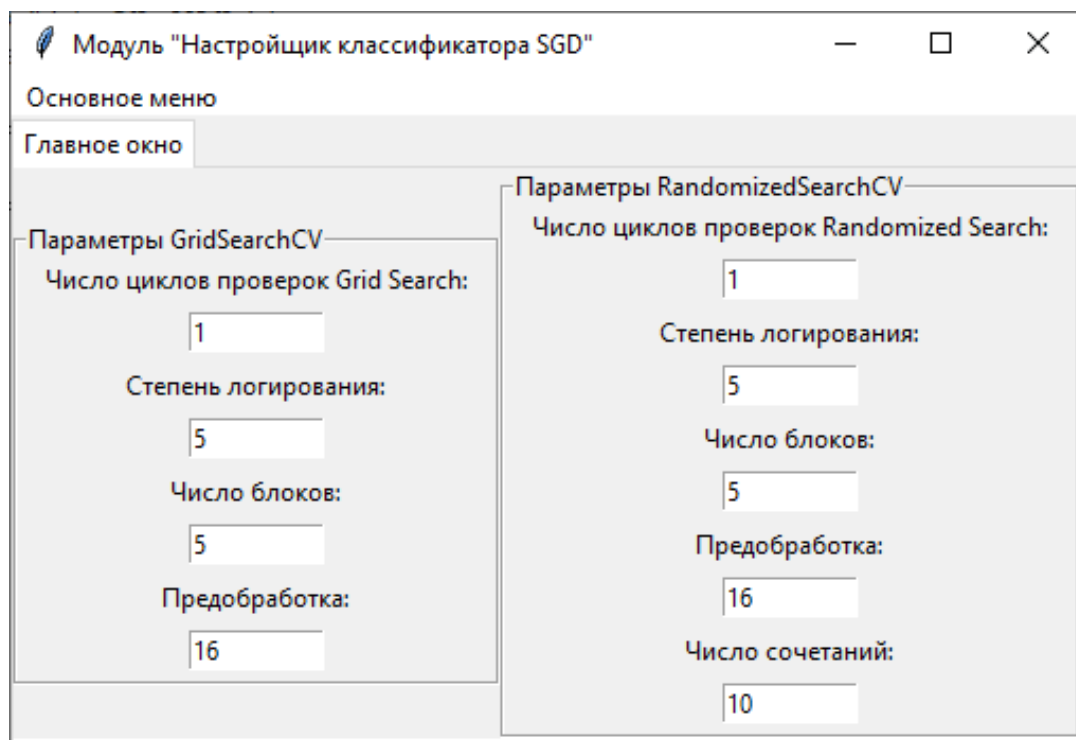 Модуль "Настройщик классификатора SGD"
Основное меню
Главное окно
Параметры GridSearchCV
Число циклов проверок Grid Search:
1
Степень логирования:
5
Число блоков:
5
Предобработка:
16
Параметры RandomizedSearchCV
Число циклов проверок Randomized Search:
1
Степень логирования:
5
Число блоков:
5
Предобработка:
16
Число сочетаний:
10